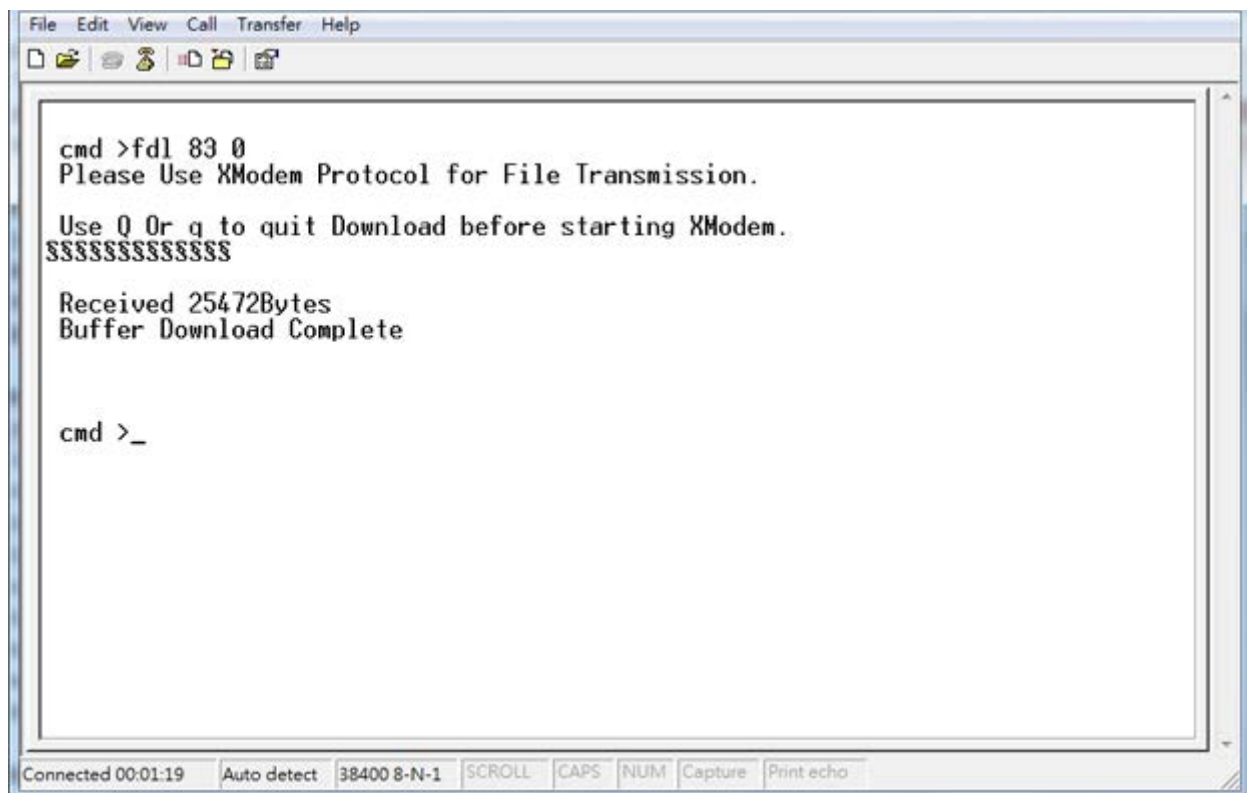 File Edit View Call Transfer Help
cmd >fdl 83 0
Please Use XModem Protocol for File Transmission.
Use Q Or q to quit Download before starting XModem.
§§§§§§§§§§§§§
Received 25472Bytes
Buffer Download Complete
cmd >_
Connected 00:01:19 Auto detect 38400 8-N-1 SCROLL CAPS NUM Capture Print echo